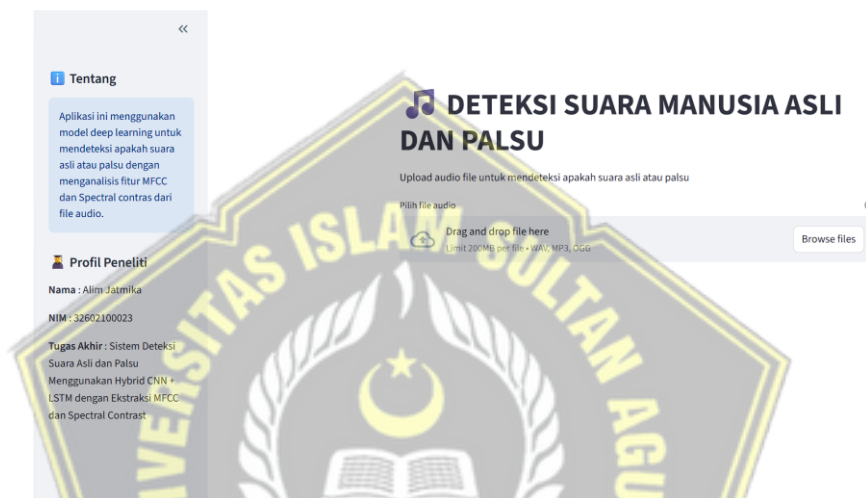 Tentang
Aplikasi ini menggunakan
model deep learning untuk
mendeteksi apakah suara
asli atau palsu dengan
menganalisis fitur MFCC
dan Spectral contras dari
file audio.
Profil Peneliti
Nama : Alim Jatmika
NIM : 32602100023
Tugas Akhir : Sistem Deteksi
Suara Asli dan Palsu
Menggunakan Hybrid CNN +
LSTM dengan Ekstraksi MFCC
dan Spectral Contrast
DETEKSI SUARA MANUSIA ASLI
DAN PALSU
Upload audio file untuk mendeteksi apakah suara asli atau palsu
Pilih file audio
Drag and drop file here
Limit 200MB per file • WAV, MP3, OGG
Browse files
VERSITAS ISLAM SULTAN AGU